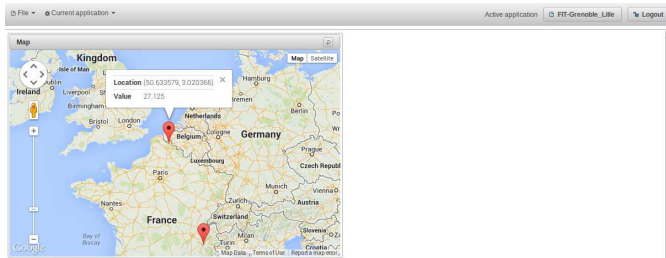 File
Current application
Active application
FIT-Grenoble_Lille
Logout
Map
Map Satellite
Kingdom
Isle of Man
Dublin
Ireland
Liverpool
Birmingham
Bristol
London
Location (50.633579, 3.020366) ×
Value 27.125
Hamburg
Bremen
Berlin
Netherlands
Belgium
Cologne
Germany
Luxembourg
Prague
Czech Republ
Paris
Munich
Vienna
Nantes
Zurich
Austria
France
Switzerland
Bay of
Biscay
Milan
Turin
Slovenia
Croatia
Google
Map Data Terms of Use Report a map error